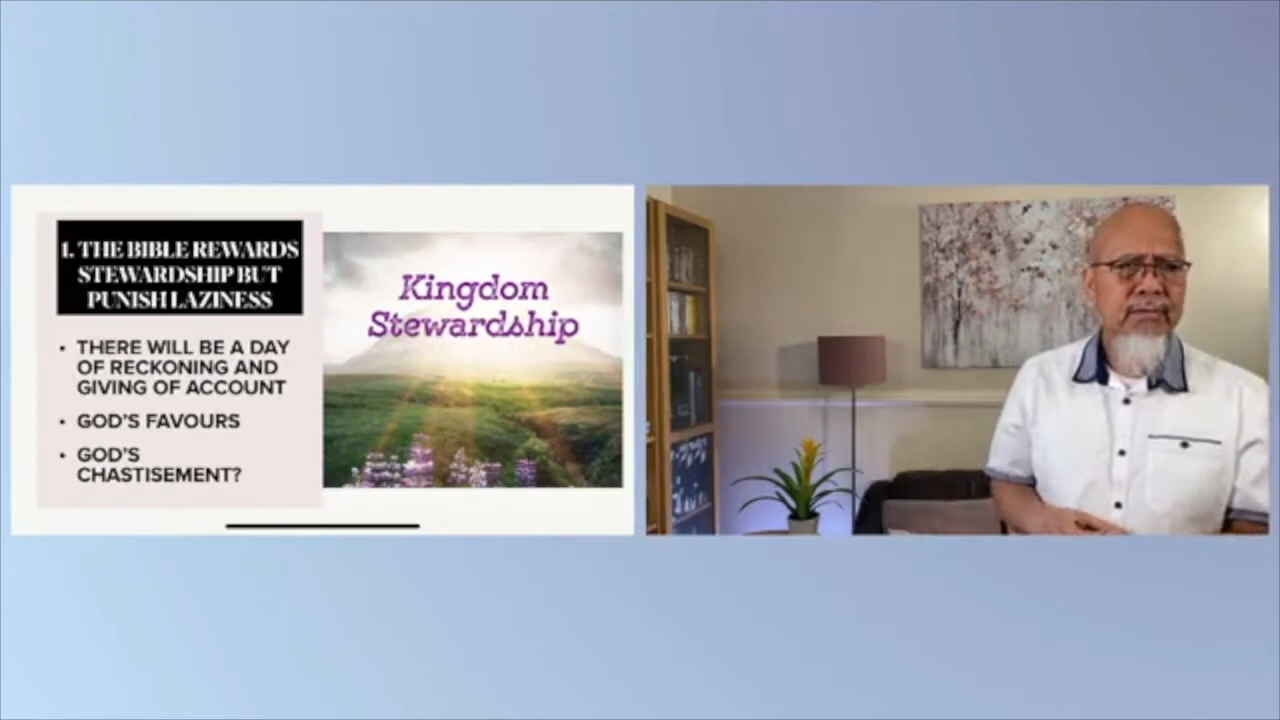 1. THE BIBLE REWARDS
STEWARDSHIP BUT
PUNISH LAZINESS
• THERE WILL BE A DAY
OF RECKONING AND
GIVING OF ACCOUNT
• GOD'S FAVOURS
• GOD'S
CHASTISEMENT?
Kingdom
Stewardship